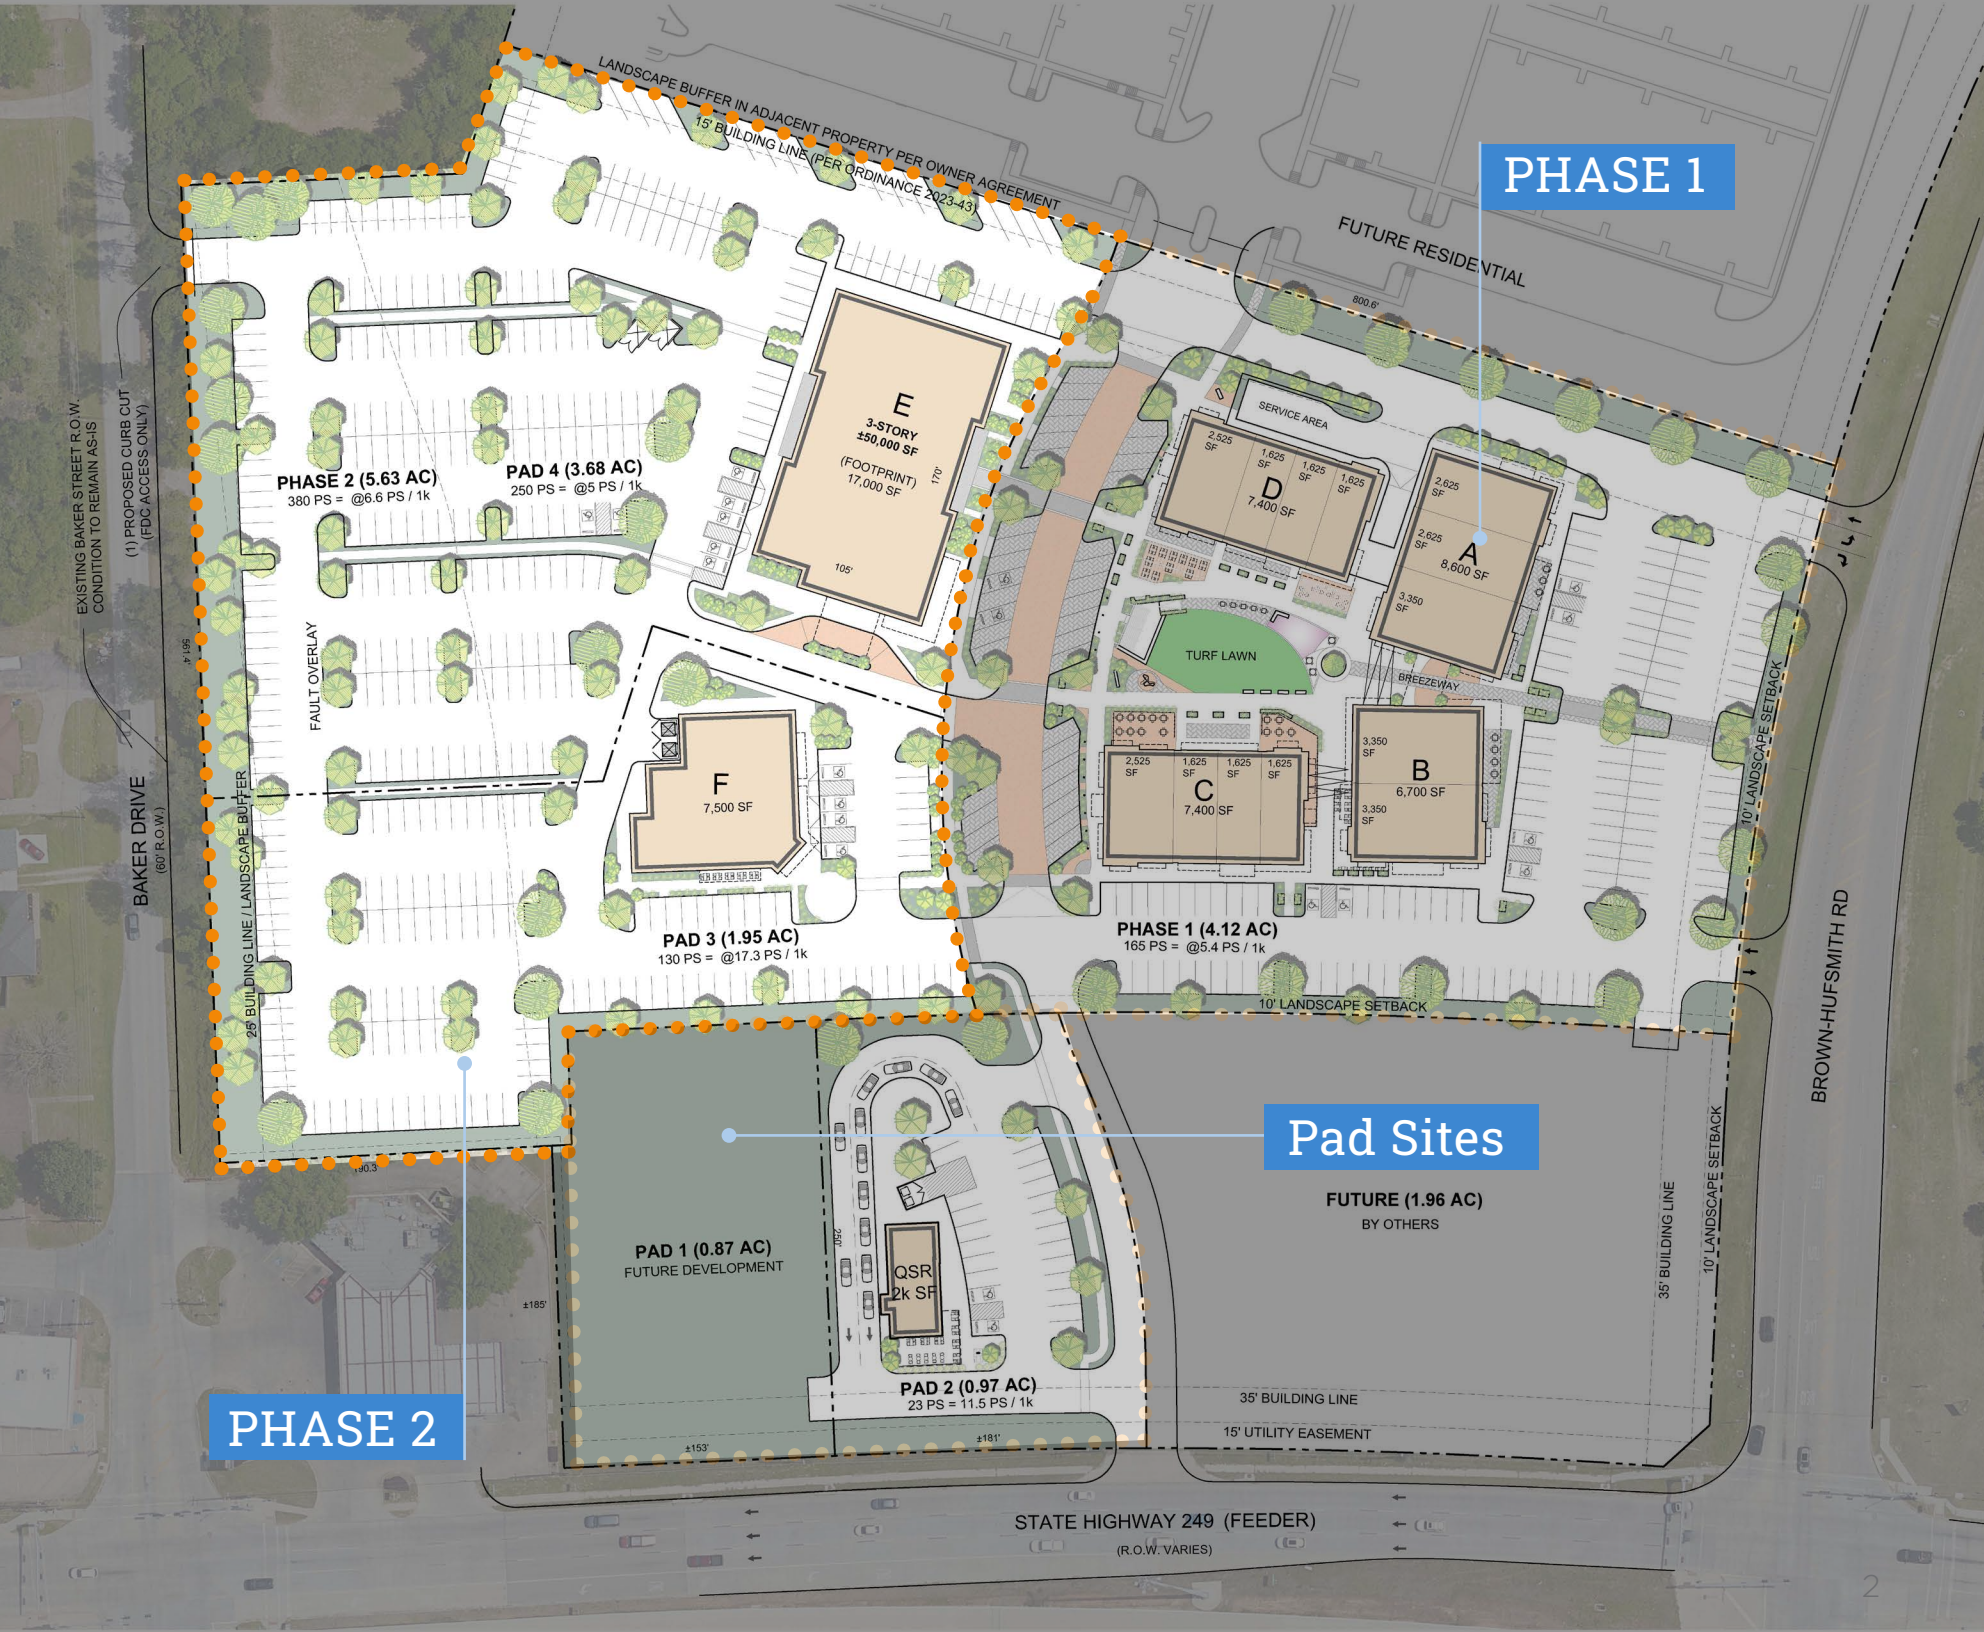 LANDSCAPE BUFFER IN ADJACENT PROPERTY PER OWNER AGREEMENT
15' BUILDING LINE (PER ORDINANCE 2023-43)
PHASE 1
FUTURE RESIDENTIAL
800.6'
EXISTING BAKER STREET R.O.W.
CONDITION TO REMAIN AS-IS
(1) PROPOSED CURB CUT
(FDC ACCESS ONLY)
E
3-STORY
±50,000 SF
(FOOTPRINT)
17,000 SF
170'
105'
SERVICE AREA
2,525
SF
1,625
SF
1,625
SF
1,625
SF
D
7,400 SF
2,625
SF
2,625
SF
A
8,600 SF
3,350
SF
PHASE 2 (5.63 AC)
380 PS = @6.6 PS / 1k
PAD 4 (3.68 AC)
250 PS = @5 PS / 1k
FAULT OVERLAY
561.4'
TURF LAWN
BREEZEWAY
10' LANDSCAPE SETBACK
F
7,500 SF
2,525
SF
1,625
SF
1,625
SF
1,625
SF
C
7,400 SF
3,350
SF
B
6,700 SF
3,350
SF
BAKER DRIVE
(60' R.O.W.)
25' BUILDING LINE / LANDSCAPE BUFFER
PAD 3 (1.95 AC)
130 PS = @17.3 PS / 1k
PHASE 1 (4.12 AC)
165 PS = @5.4 PS / 1k
10' LANDSCAPE SETBACK
BROWN-HUFSMITH RD
Pad Sites
190.3
FUTURE (1.96 AC)
BY OTHERS
35' BUILDING LINE
10' LANDSCAPE SETBACK
PAD 1 (0.87 AC)
FUTURE DEVELOPMENT
250'
QSR
2k SF
±185'
PAD 2 (0.97 AC)
23 PS = 11.5 PS / 1k
35' BUILDING LINE
15' UTILITY EASEMENT
PHASE 2
±153'
±181'
STATE HIGHWAY 249 (FEEDER)
(R.O.W. VARIES)
2